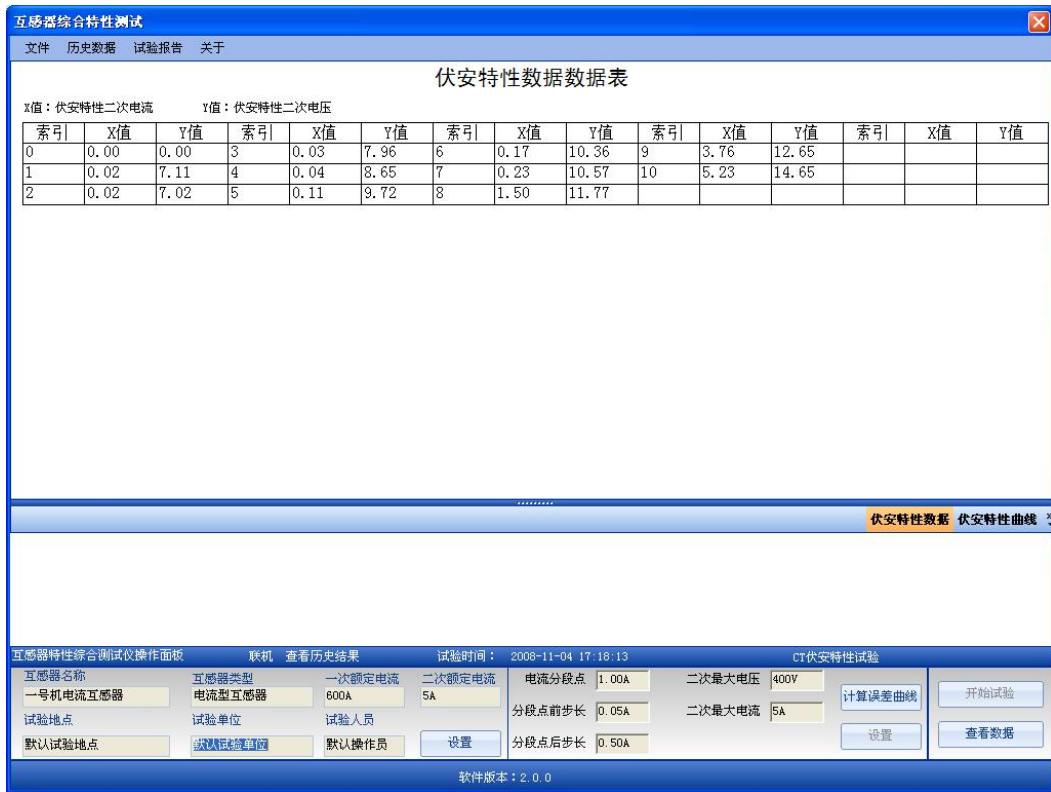 互感器综合特性测试
文件 历史数据 试验报告 关于
伏安特性数据数据表
X值：伏安特性二次电流 Y值：伏安特性二次电压
索引 X值 Y值 索引 X值 Y值 索引 X值 Y值 索引 X值 Y值 索引 X值 Y值
0 0.00 0.00 3 0.03 7.96 6 0.17 10.36 9 3.76 12.65
1 0.02 7.11 4 0.04 8.65 7 0.23 10.57 10 5.23 14.65
2 0.02 7.02 5 0.11 9.72 8 1.50 11.77
伏安特性数据 伏安特性曲线
互感器特性综合测试仪操作面板 联机 查看历史结果 试验时间： 2008-11-04 17:18:13 CT伏安特性试验
互感器名称 互感器类型 一次额定电流 二次额定电流 电流分段点 1.00A 二次最大电压 400V
一号机电流互感器 电流型互感器 600A 5A 计算误差曲线 开始试验
试验地点 试验单位 试验人员 分段点前步长 0.05A 二次最大电流 5A
默认试验地点 默认试验单位 默认操作员 设置 分段点后步长 0.50A 设置 查看数据
软件版本：2.0.0